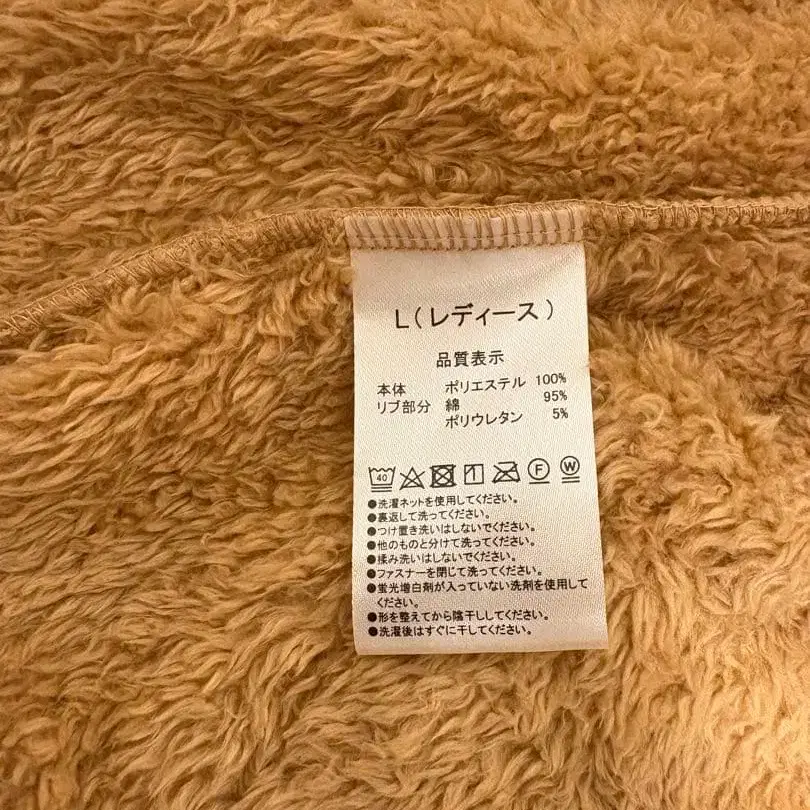 L(レディース)
品質表示
本体 ポリエステル 100%
リブ部分 綿 95%
ポリウレタン 5%
40 F W
●洗濯ネットを使用してください。
●裏返して洗ってください。
●つけ置き洗いはしないでください。
●他のものと分けて洗ってください。
●揉み洗いはしないでください。
●ファスナーを閉じて洗ってください。
●蛍光増白剤が入っていない洗剤を使用して
ください。
●形を整えてから陰干ししてください。
●洗濯後はすぐに干してください。